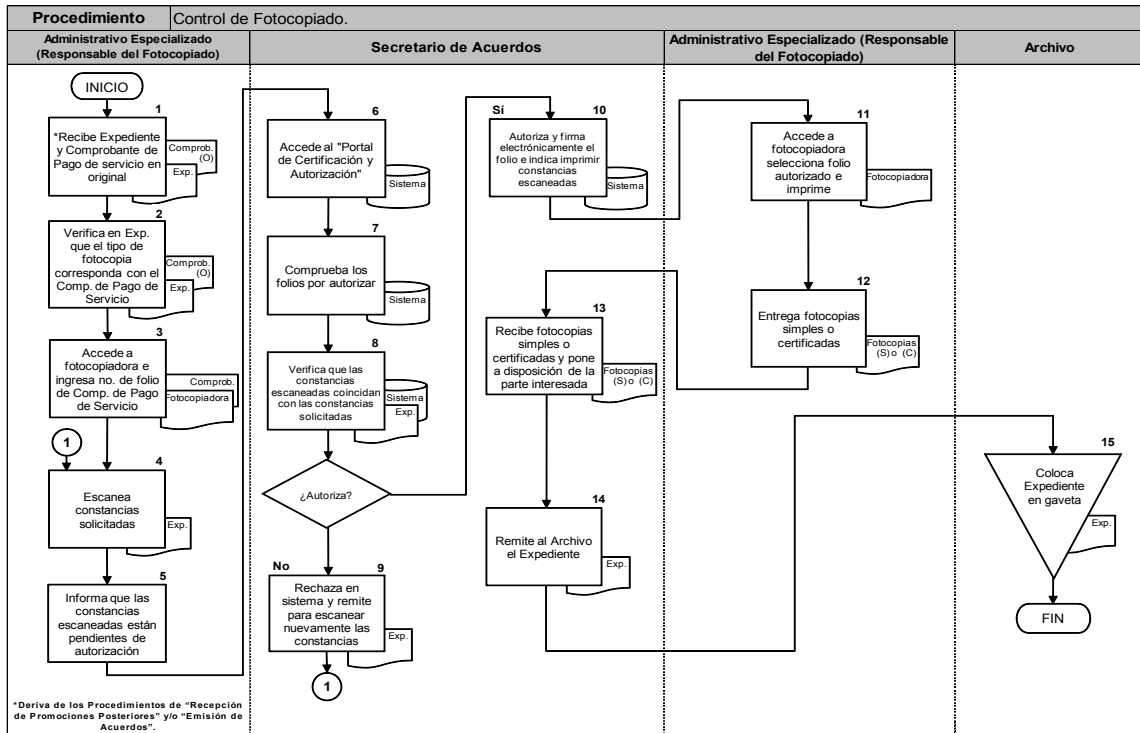 Procedimiento
Control de Fotocopiado.
Administrativo Especializado
(Responsable del Fotocopiado)
Secretario de Acuerdos
Administrativo Especializado (Responsable
del Fotocopiado)
Archivo
INICIO
1
*Recibe Expediente
y Comprobante de
Pago de servicio en
original
Comprob.
(O)
Exp.
2
Verifica en Exp.
que el tipo de
fotocopia
corresponda con el
Comp. de Pago de
Servicio
Comprob.
(O)
Exp.
3
Accede a
fotocopiadora e
ingresa no. de folio
de Comp. de Pago
de Servicio
Comprob.
Fotocopiadora
1
4
Escanea
constancias
solicitadas
Exp.
5
Informa que las
constancias
escaneadas están
pendientes de
autorización
*Deriva de los Procedimientos de "Recepción
de Promociones Posteriores" y/o "Emisión de
Acuerdos".
6
Accede al "Portal
de Certificación y
Autorización"
Sistema
7
Comprueba los
folios por autorizar
Sistema
8
Verifica que las
constancias
escaneadas coincidan
con las constancias
solicitadas
Sistema
Exp.
¿Autoriza?
No
9
Rechaza en
sistema y remite
para escanear
nuevamente las
constancias
Exp.
1
Sí
10
Autoriza y firma
electrónicamente el
folio e indica imprimir
constancias
escaneadas
Sistema
11
Accede a
fotocopiadora
selecciona folio
autorizado e
imprime
Fotocopiadora
12
Entrega fotocopias
simples o
certificadas
Fotocopias
(S) o (C)
13
Recibe fotocopias
simples o
certificadas y pone
a disposición de la
parte interesada
Fotocopias
(S) o (C)
14
Remite al Archivo
el Expediente
Exp.
15
Coloca
Expediente
en gaveta
Exp.
FIN